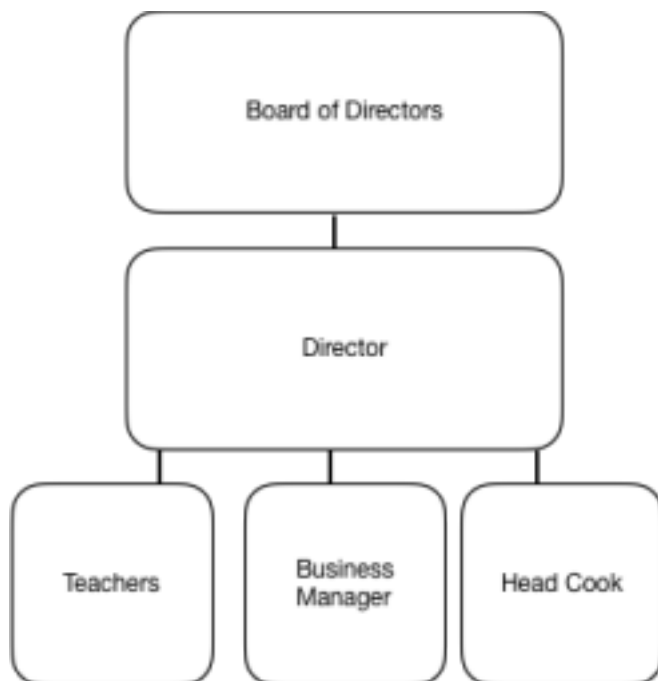 Board of Directors
Director
Teachers
Business
Manager
Head Cook